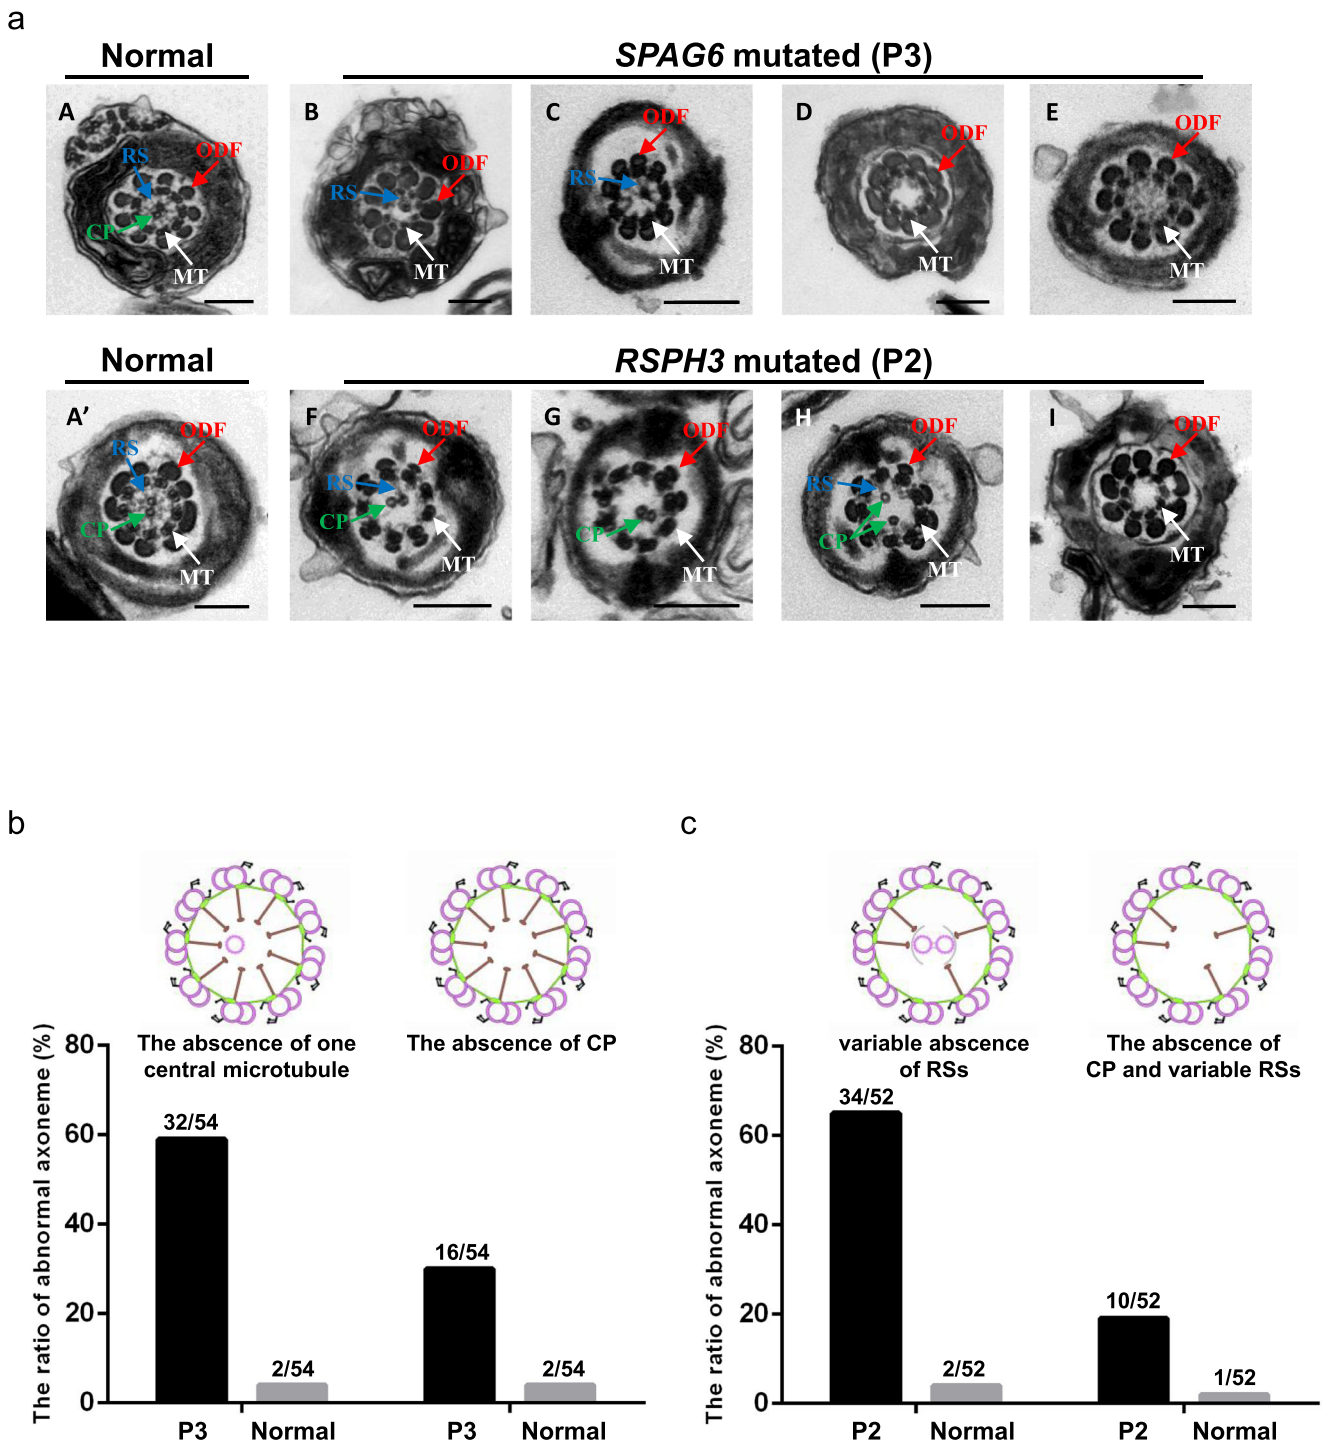 a
Normal
SPAG6 mutated (P3)
A
RS
ODF
CP
MT
B
RS
ODF
MT
C
ODF
RS
MT
D
ODF
MT
E
ODF
MT
Normal
RSPH3 mutated (P2)
A’
RS
ODF
CP
MT
F
ODF
RS
CP
MT
G
ODF
CP
MT
H
ODF
RS
CP
MT
I
ODF
MT
b
The abscence of one
central microtubule
The abscence of CP
The ratio of abnormal axoneme (%)
80
60
40
20
0
32/54
2/54
16/54
2/54
P3
Normal
P3
Normal
c
variable abscence
of RSs
The abscence of
CP and variable RSs
The ratio of abnormal axoneme (%)
80
60
40
20
0
34/52
2/52
10/52
1/52
P2
Normal
P2
Normal